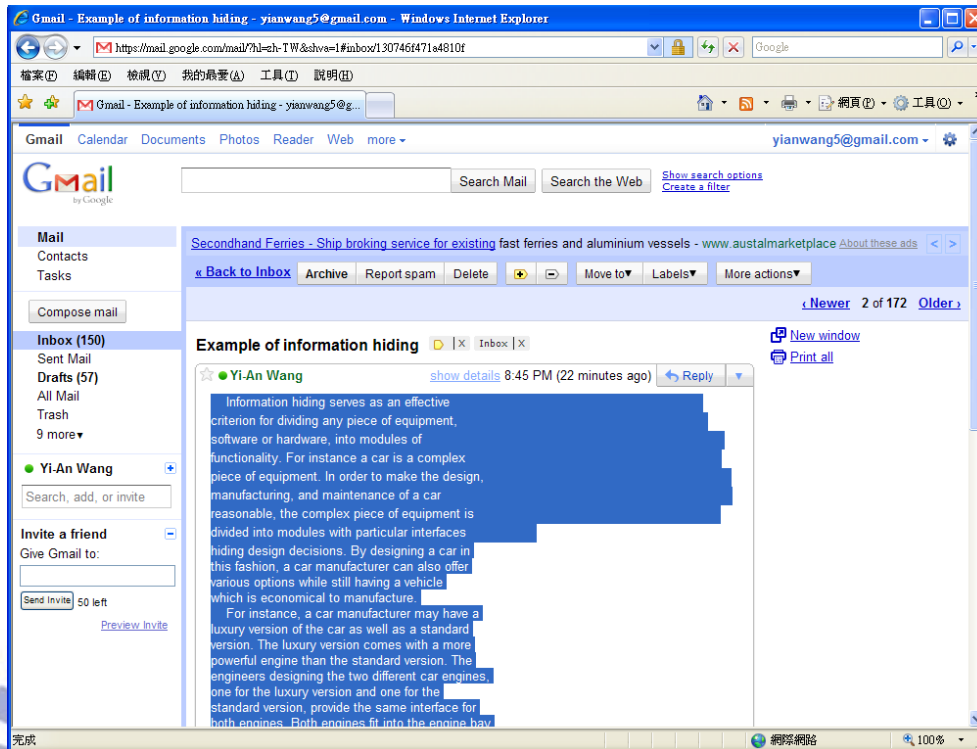 Gmail - Example of information hiding - yianwang5@gmail.com - Windows Internet Explorer
https://mail.google.com/mail/?hl=zh-TW&shva=1#inbox/130746f471a4810f
Google
檔案(F) 編輯(E) 檢視(V) 我的最愛(A) 工具(T) 說明(H)
Gmail - Example of information hiding - yianwang5@g...
網頁(P) 工具(O)
Gmail Calendar Documents Photos Reader Web more
yianwang5@gmail.com
Gmail
by Google
Search Mail
Search the Web
Show search options
Create a filter
Mail
Contacts
Tasks
Compose mail
Inbox (150)
Sent Mail
Drafts (57)
All Mail
Trash
9 more
Yi-An Wang
Search, add, or invite
Invite a friend
Give Gmail to:
Send Invite 50 left
Preview Invite
Secondhand Ferries - Ship broking service for existing fast ferries and aluminium vessels - www.austalmarketplace About these ads < >
« Back to Inbox Archive Report spam Delete Move to Labels More actions
‹ Newer 2 of 172 Older ›
Example of information hiding X Inbox X
New window
Print all
Yi-An Wang show details 8:45 PM (22 minutes ago) Reply
Information hiding serves as an effective
criterion for dividing any piece of equipment,
software or hardware, into modules of
functionality. For instance a car is a complex
piece of equipment. In order to make the design,
manufacturing, and maintenance of a car
reasonable, the complex piece of equipment is
divided into modules with particular interfaces
hiding design decisions. By designing a car in
this fashion, a car manufacturer can also offer
various options while still having a vehicle
which is economical to manufacture.
For instance, a car manufacturer may have a
luxury version of the car as well as a standard
version. The luxury version comes with a more
powerful engine than the standard version. The
engineers designing the two different car engines,
one for the luxury version and one for the
standard version, provide the same interface for
both engines. Both engines fit into the engine bay
完成
網際網路
100%